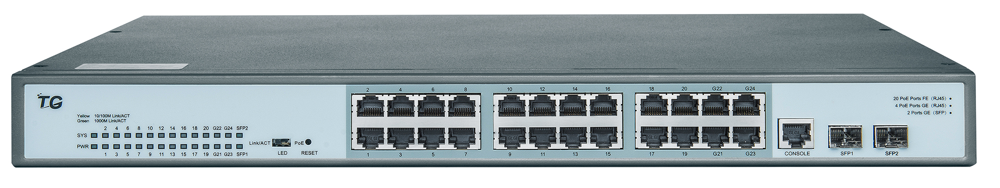 TG
Yellow 10/100M Link/ACT
Green 1000M Link/ACT
2 4 6 8 10 12 14 16 18 20 G22 G24 SFP2
SYS
PWR
1 3 5 7 9 11 13 15 17 19 G21 G23 SFP1
Link/ACT PoE
LED RESET
2 4 6 8 10 12 14 16 18 20 G22 G24
GLGL GLGL GLGL GLGL
1 3 5 7 9 11 13 15 17 19 G21 G23
CONSOLE SFP1 SFP2
20 PoE Ports FE (RJ45)
4 PoE Ports GE (RJ45)
2 Ports GE (SFP)